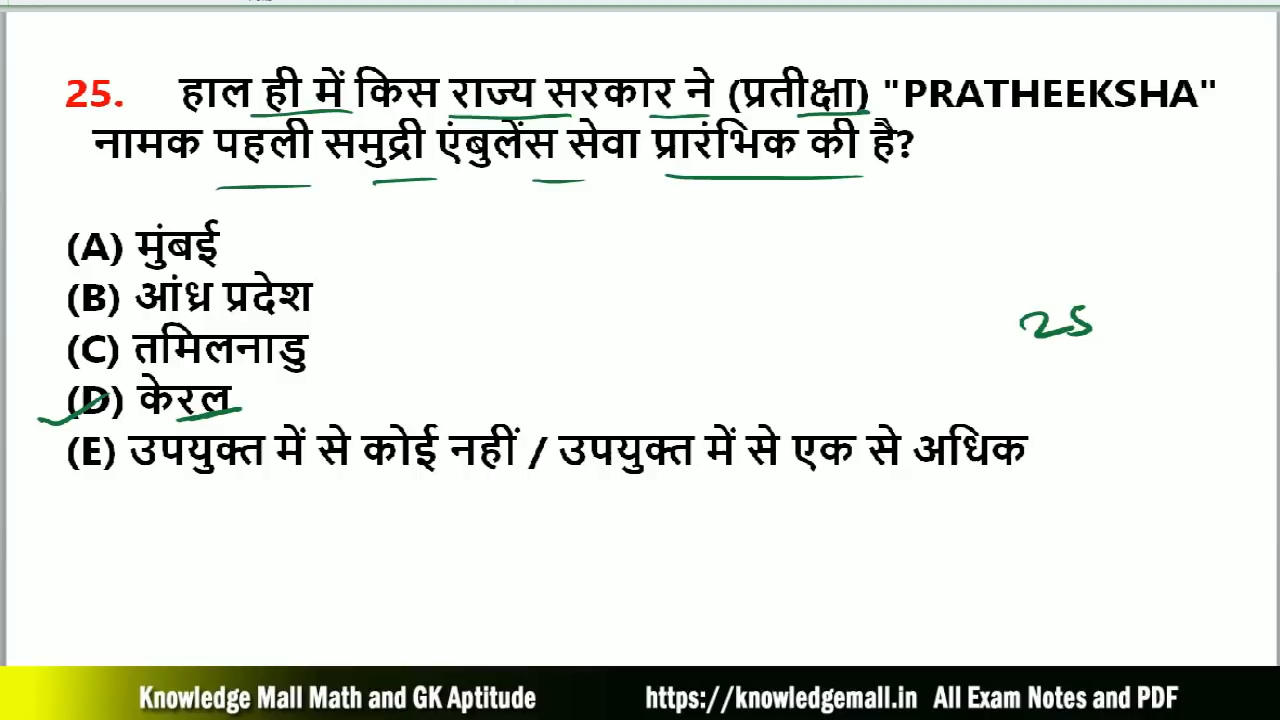 25. हाल ही में किस राज्य सरकार ने (प्रतीक्षा) "PRATHEEKSHA"
नामक पहली समुद्री एंबुलेंस सेवा प्रारंभिक की है?
(A) मुंबई
(B) आंध्र प्रदेश
(C) तमिलनाडु
25
(D) केरल
(E) उपयुक्त में से कोई नहीं / उपयुक्त में से एक से अधिक
Knowledge Mall Math and GK Aptitude https://knowledgemall.in All Exam Notes and PDF